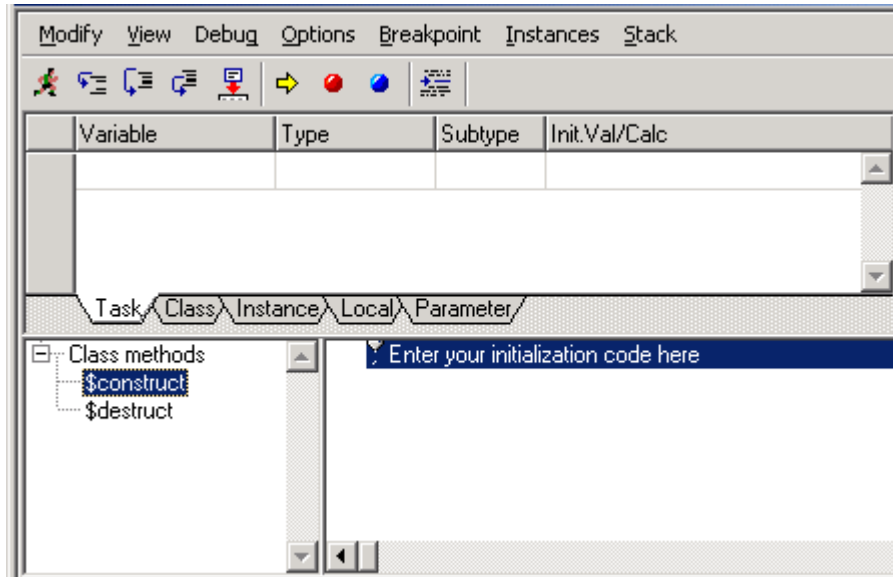 Modify View Debug Options Breakpoint Instances Stack
Variable Type Subtype Init.Val/Calc
Task Class Instance Local Parameter
Class methods
$construct
$destruct
; Enter your initialization code here